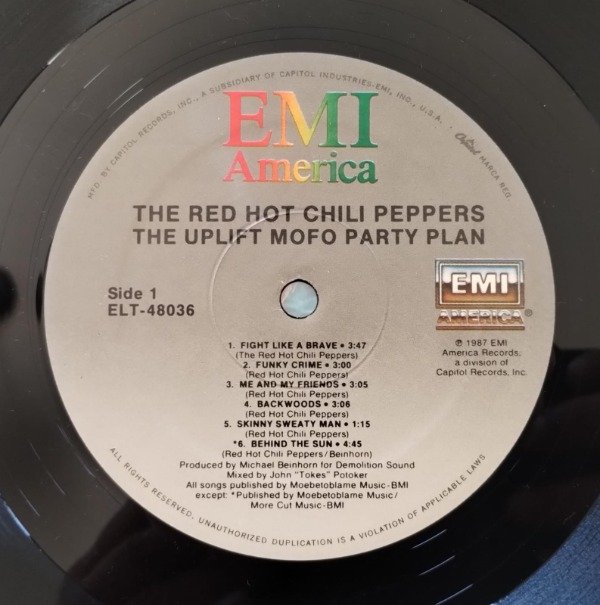 MFD. BY CAPITOL RECORDS, INC., A SUBSIDIARY OF CAPITOL INDUSTRIES-EMI, INC., U.S.A.
Capitol MARCA REG.
EMI
America
THE RED HOT CHILI PEPPERS
THE UPLIFT MOFO PARTY PLAN
Side 1
ELT-48036
EMI
AMERICA®
℗ 1987 EMI
America Records,
a division of
Capitol Records, Inc.
1. FIGHT LIKE A BRAVE • 3:47
(The Red Hot Chili Peppers)
2. FUNKY CRIME • 3:00
(Red Hot Chili Peppers)
3. ME AND MY FRIENDS • 3:05
(Red Hot Chili Peppers)
4. BACKWOODS • 3:06
(Red Hot Chili Peppers)
5. SKINNY SWEATY MAN • 1:15
(Red Hot Chili Peppers)
*6. BEHIND THE SUN • 4:45
(Red Hot Chili Peppers/Beinhorn)
Produced by Michael Beinhorn for Demolition Sound
Mixed by John "Tokes" Potoker
All songs published by Moebetoblame Music-BMI
except: *Published by Moebetoblame Music/
More Cut Music-BMI
ALL RIGHTS RESERVED. UNAUTHORIZED DUPLICATION IS A VIOLATION OF APPLICABLE LAWS